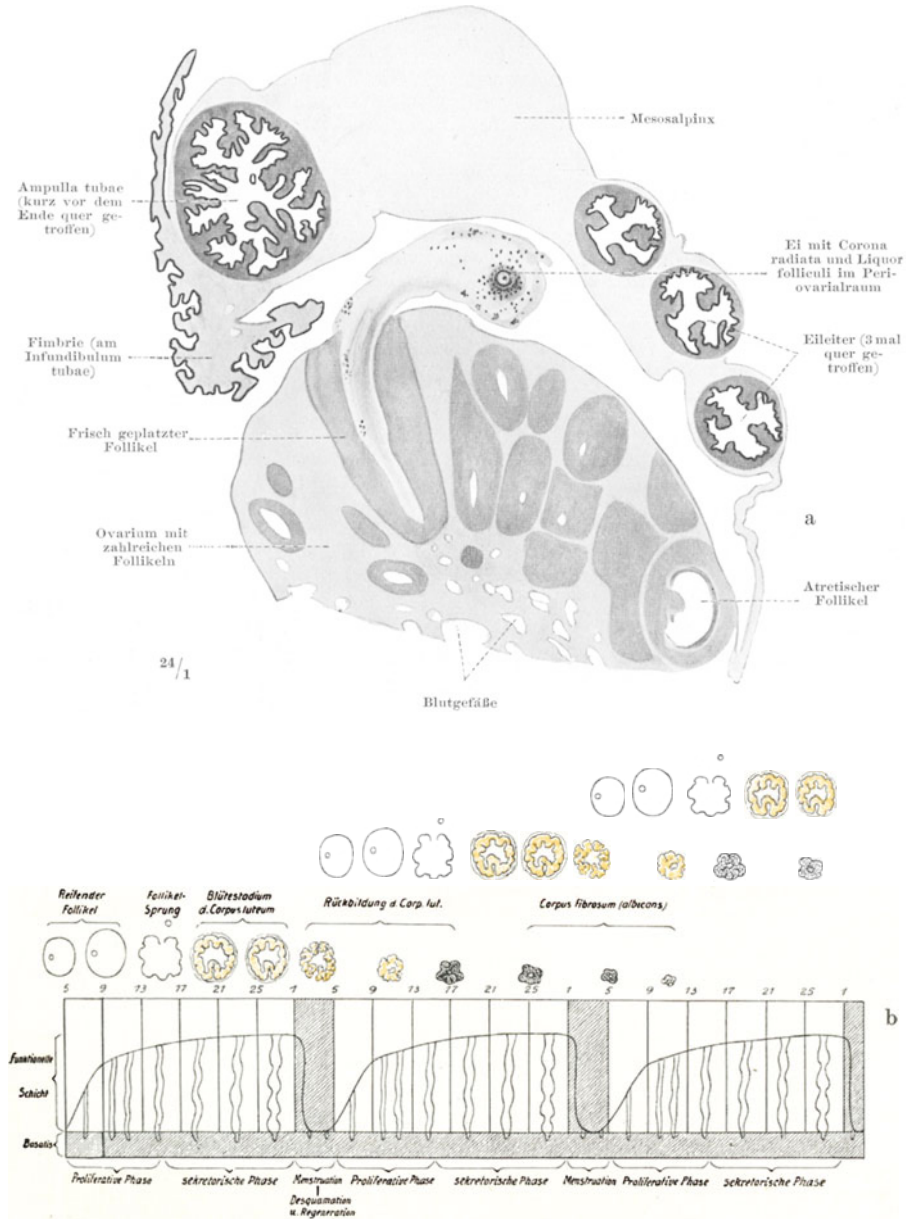 Mesosalpinx
Ampulla tubae
(kurz vor dem
Ende quer ge-
troffen)
Ei mit Corona
radiata und Liquor
folliculi im Peri-
ovarialraum
Fimbrie (am
Infundibulum
tubae)
Eileiter (3 mal
quer ge-
troffen)
Frisch geplatzter
Follikel
a
Ovarium mit
zahlreichen
Follikeln
Atretischer
Follikel
24/1
Blutgefäße
Reifender
Follikel
Follikel-
Sprung
Blütestadium
d. Corpus luteum
Rückbildung d Corp. lut.
Corpus fibrosum (albicans)
5 9 13 17 21 25 1 5 9 13 17 21 25 1 5 9 13 17 21 25 1
b
Funktionelle
Schicht
Basalis
Proliferative Phase sekretorische Phase Menstruation Proliferative Phase sekretorische Phase Menstruation Proliferative Phase sekretorische Phase
Desquamation
u. Regeneration